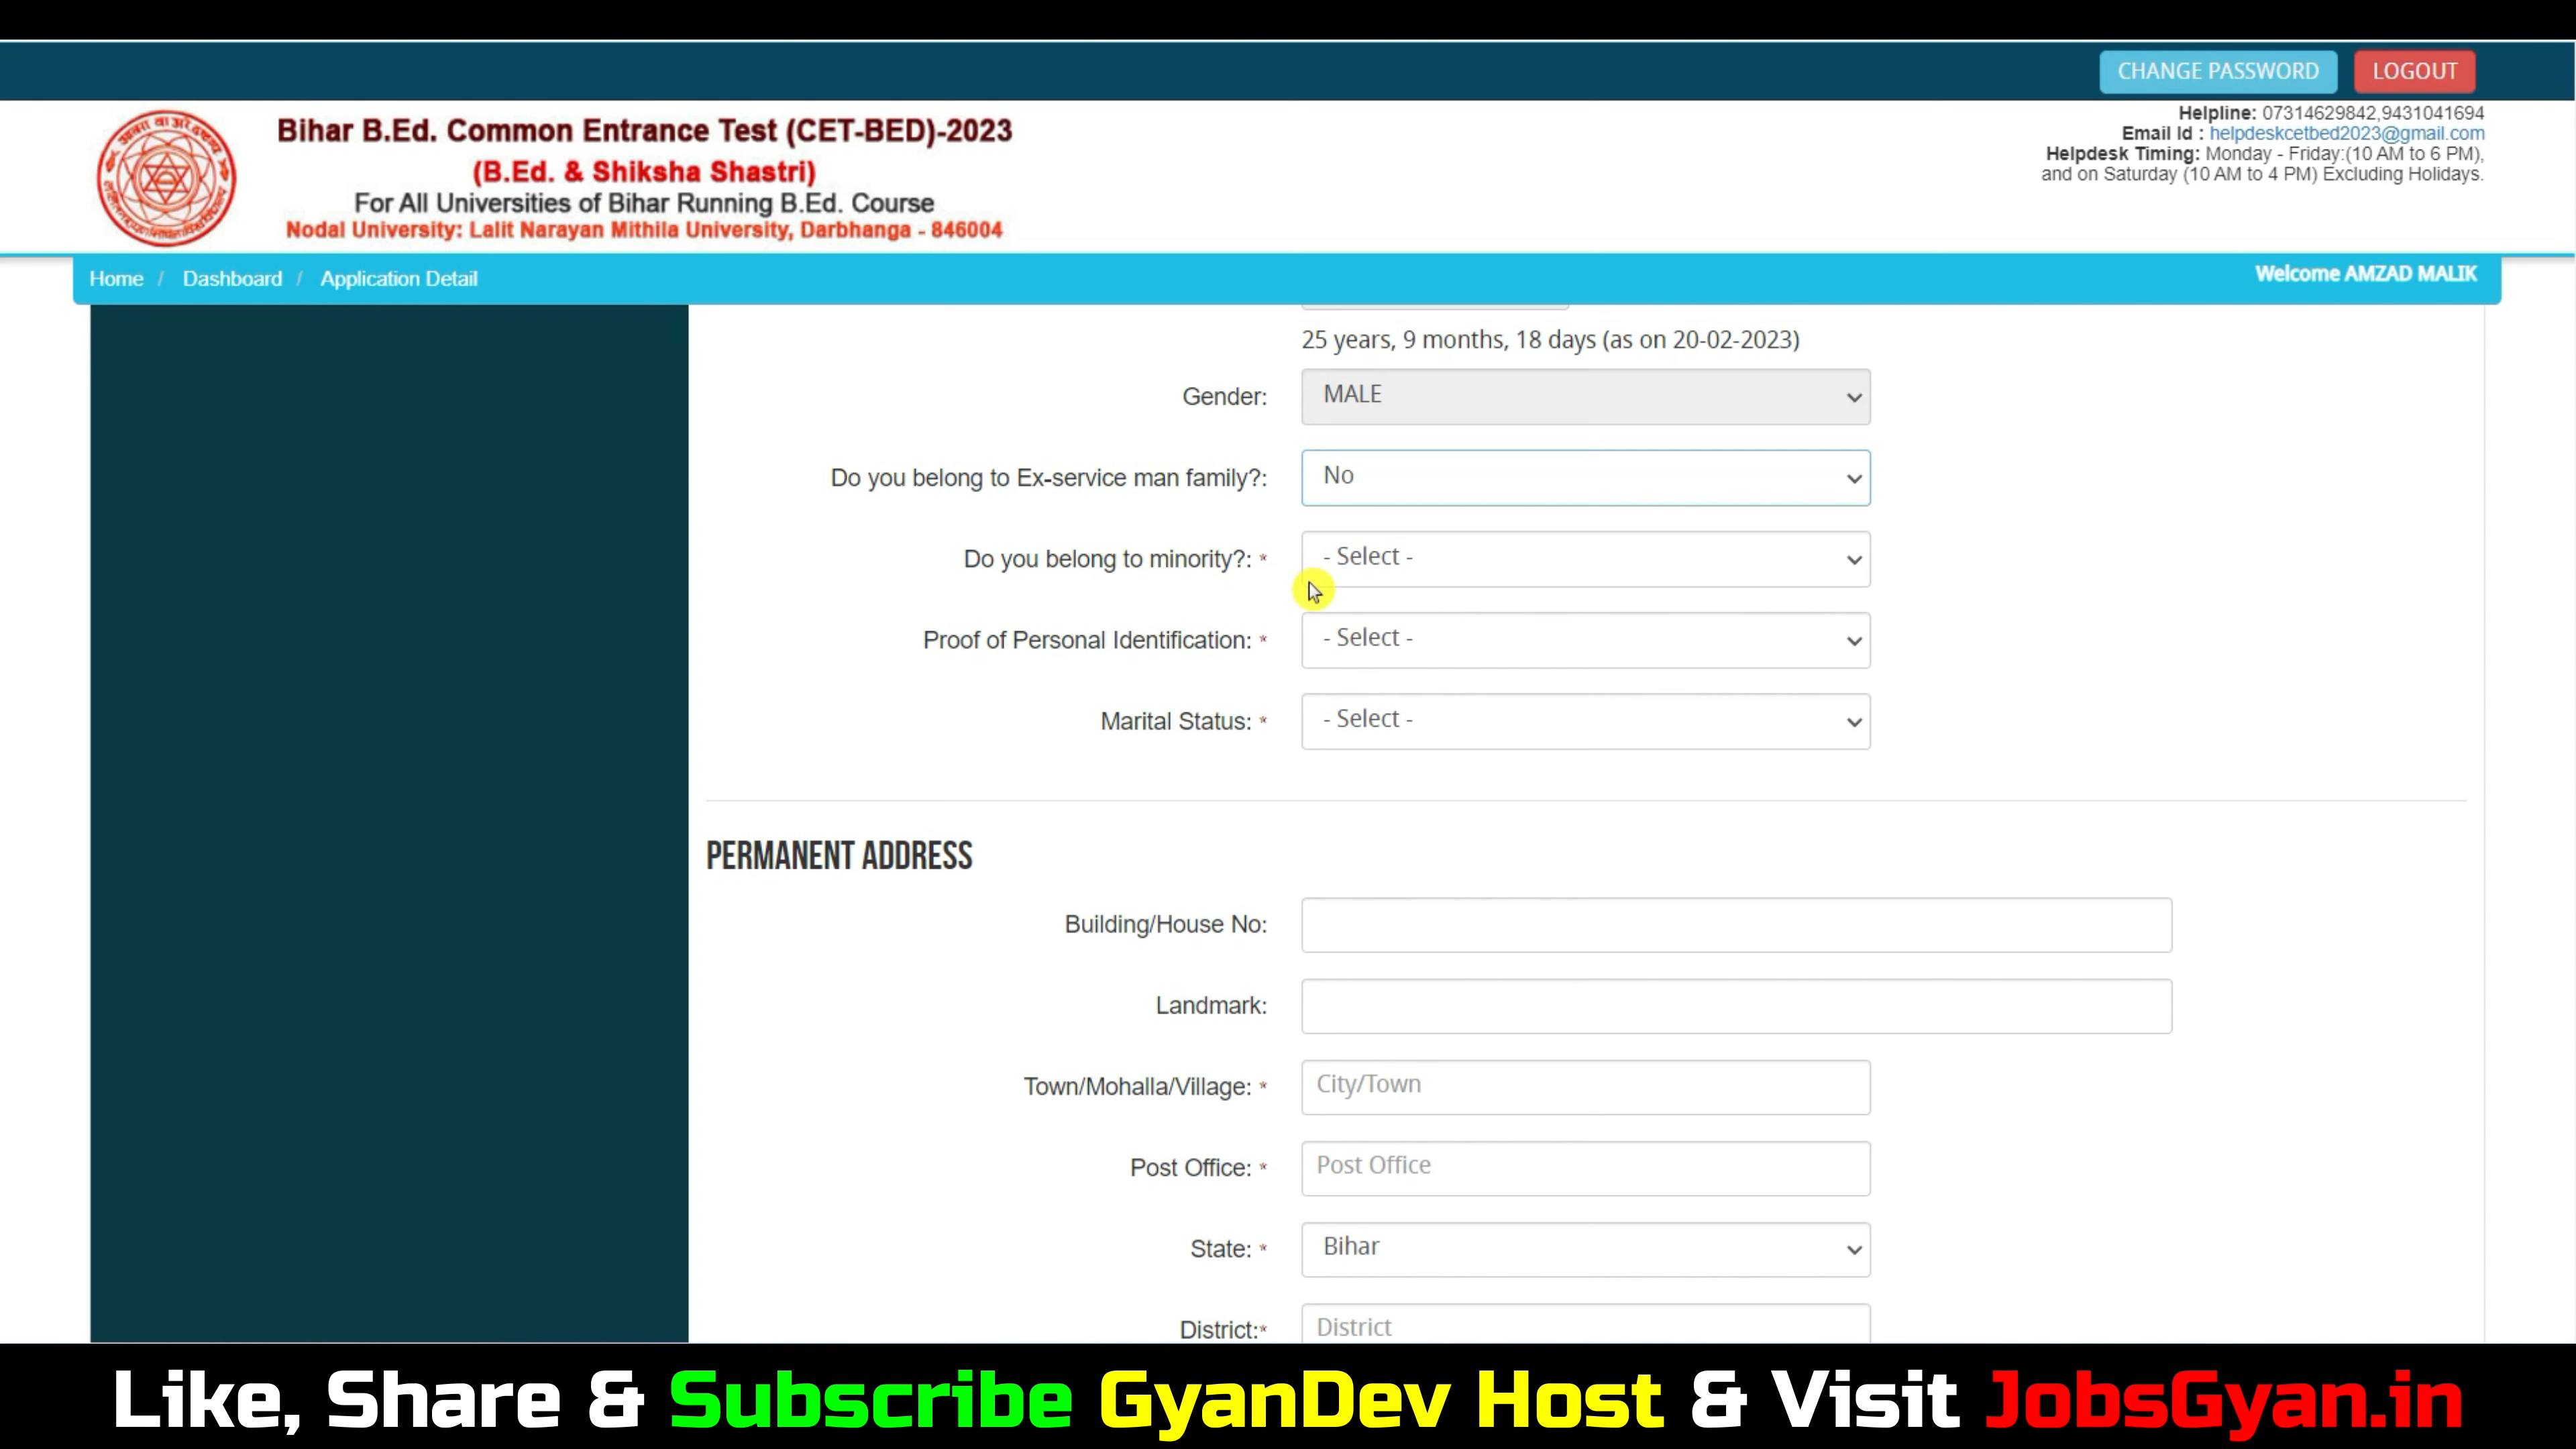 CHANGE PASSWORD LOGOUT
Bihar B.Ed. Common Entrance Test (CET-BED)-2023
(B.Ed. & Shiksha Shastri)
For All Universities of Bihar Running B.Ed. Course
Nodal University: Lalit Narayan Mithila University, Darbhanga - 846004
Helpline: 07314629842,9431041694
Email Id : helpdeskcetbed2023@gmail.com
Helpdesk Timing: Monday - Friday:(10 AM to 6 PM),
and on Saturday (10 AM to 4 PM) Excluding Holidays.
Home / Dashboard / Application Detail
Welcome AMZAD MALIK
25 years, 9 months, 18 days (as on 20-02-2023)
Gender: MALE
Do you belong to Ex-service man family?: No
Do you belong to minority?: * - Select -
Proof of Personal Identification: * - Select -
Marital Status: * - Select -
PERMANENT ADDRESS
Building/House No:
Landmark:
Town/Mohalla/Village: * City/Town
Post Office: * Post Office
State: * Bihar
District:* District
Like, Share & Subscribe GyanDev Host & Visit JobsGyan.in